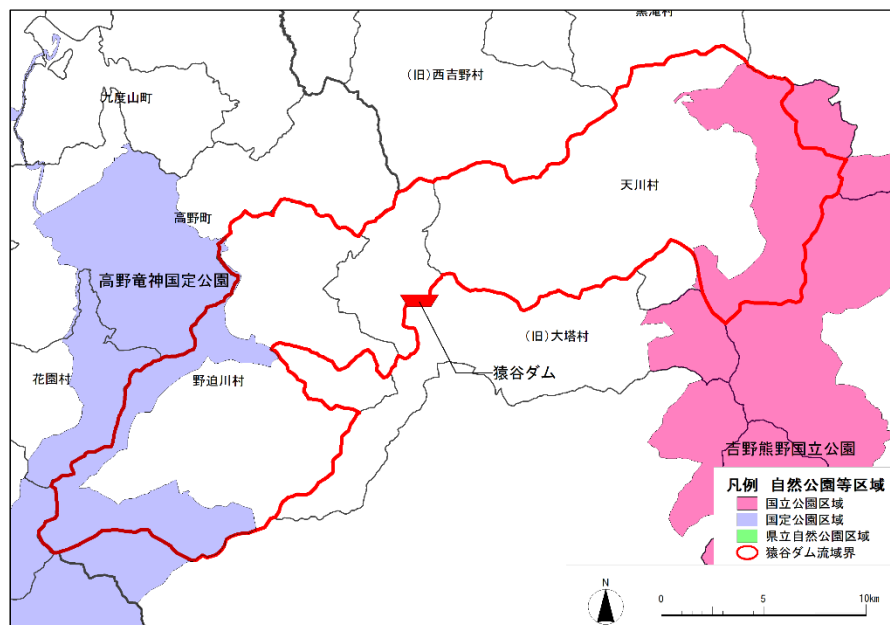 黒滝村
(旧)西吉野村
九度山町
天川村
高野町
高野竜神国定公園
(旧)大塔村
花園村
野迫川村
猿谷ダム
吉野熊野国立公園
凡例 自然公園等区域
国立公園区域
国定公園区域
県立自然公園区域
猿谷ダム流域界
N
0 5 10km